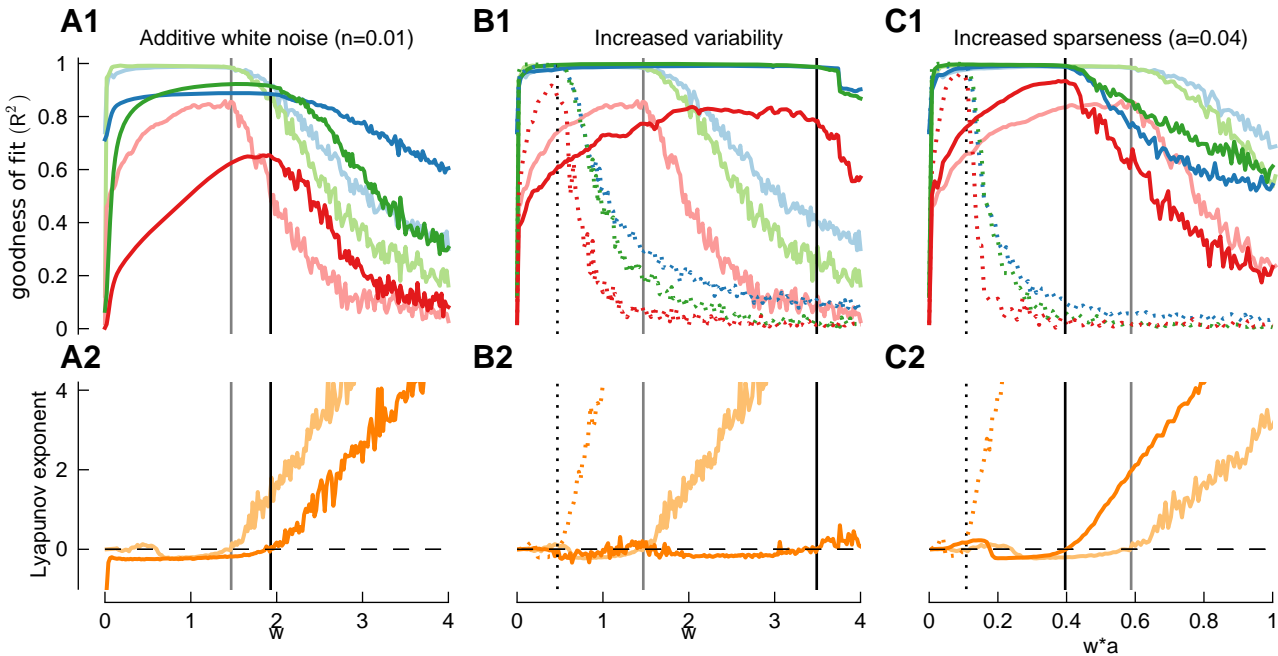 A1
B1
C1
Additive white noise (n=0.01)
Increased variability
Increased sparseness (a=0.04)
goodness of fit (R²)
1
0.8
0.6
0.4
0.2
0
A2
B2
C2
Lyapunov exponent
4
2
0
0 1 2 3 4
w̄
0 1 2 3 4
w̄
0 0.2 0.4 0.6 0.8 1
w*a